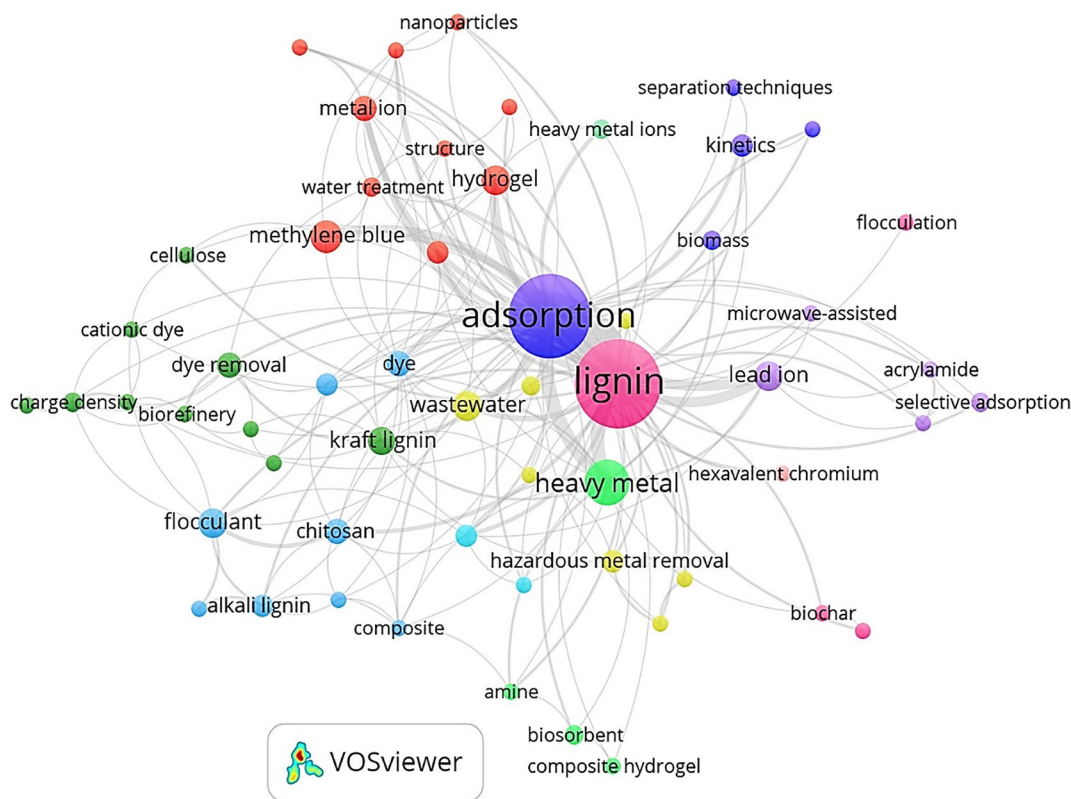 nanoparticles
separation techniques
metal ion
heavy metal ions
structure
kinetics
water treatment
hydrogel
flocculation
methylene blue
biomass
cellulose
adsorption
microwave-assisted
cationic dye
dye removal
dye
lignin
lead ion
acrylamide
charge density
biorefinery
wastewater
selective adsorption
kraft lignin
heavy metal
hexavalent chromium
flocculant
chitosan
hazardous metal removal
alkali lignin
composite
biochar
amine
biosorbent
VOSviewer
composite hydrogel